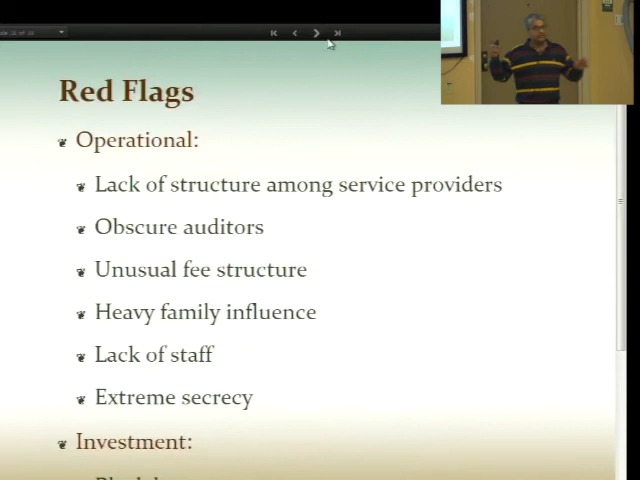 Red Flags
Operational:
Lack of structure among service providers
Obscure auditors
Unusual fee structure
Heavy family influence
Lack of staff
Extreme secrecy
Investment: